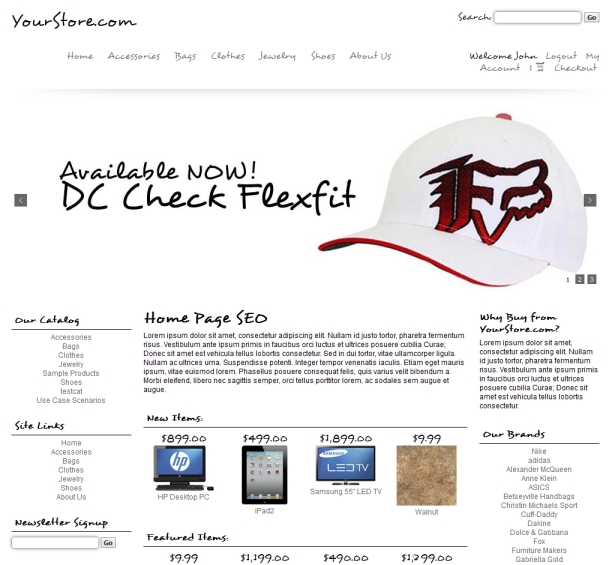 YourStore.com
Search: Go
Home Accessories Bags Clothes Jewelry Shoes About Us
Welcome John Logout My
Account 1 Checkout
Available NOW!
DC Check Flexfit
1 2 3
Our Catalog
Accessories
Bags
Clothes
Jewelry
Sample Products
Shoes
testcat
Use Case Scenarios
Site Links
Home
Accessories
Bags
Clothes
Jewelry
Shoes
About Us
Newsletter Signup
Go
Home Page SEO
Lorem ipsum dolor sit amet, consectetur adipiscing elit. Nullam id justo tortor, pharetra fermentum
risus. Vestibulum ante ipsum primis in faucibus orci luctus et ultrices posuere cubilia Curae;
Donec sit amet est vehicula tellus lobortis consectetur. Sed in dui tortor, vitae ullamcorper ligula.
Nullam ac ultrices urna. Suspendisse potenti. Integer tempor venenatis iaculis. Etiam eget mauris
ipsum, vitae euismod lorem. Phasellus posuere consequat felis, quis varius velit bibendum a.
Morbi eleifend, libero nec sagittis semper, orci tellus porttitor lorem, ac sodales sem augue et
augue.
New Items:
$899.00 $499.00 $1,899.00 $9.99
hp
LED TV
HP Desktop PC iPad2 Samsung 55" LED TV Walnut
Featured Items:
$9.99 $1,199.00 $490.00 $1,299.00
Why Buy from
YourStore.com?
Lorem ipsum dolor sit amet,
consectetur adipiscing elit. Nullam
id justo tortor, pharetra fermentum
risus. Vestibulum ante ipsum primis
in faucibus orci luctus et ultrices
posuere cubilia Curae; Donec sit
amet est vehicula tellus lobortis
consectetur.
Our Brands
Nike
adidas
Alexander McQueen
Anne Klein
ASICS
Betseyville Handbags
Christin Michaels Sport
Cuff-Daddy
Dakine
Dolce & Gabbana
Fox
Furniture Makers
Gabriella Gold